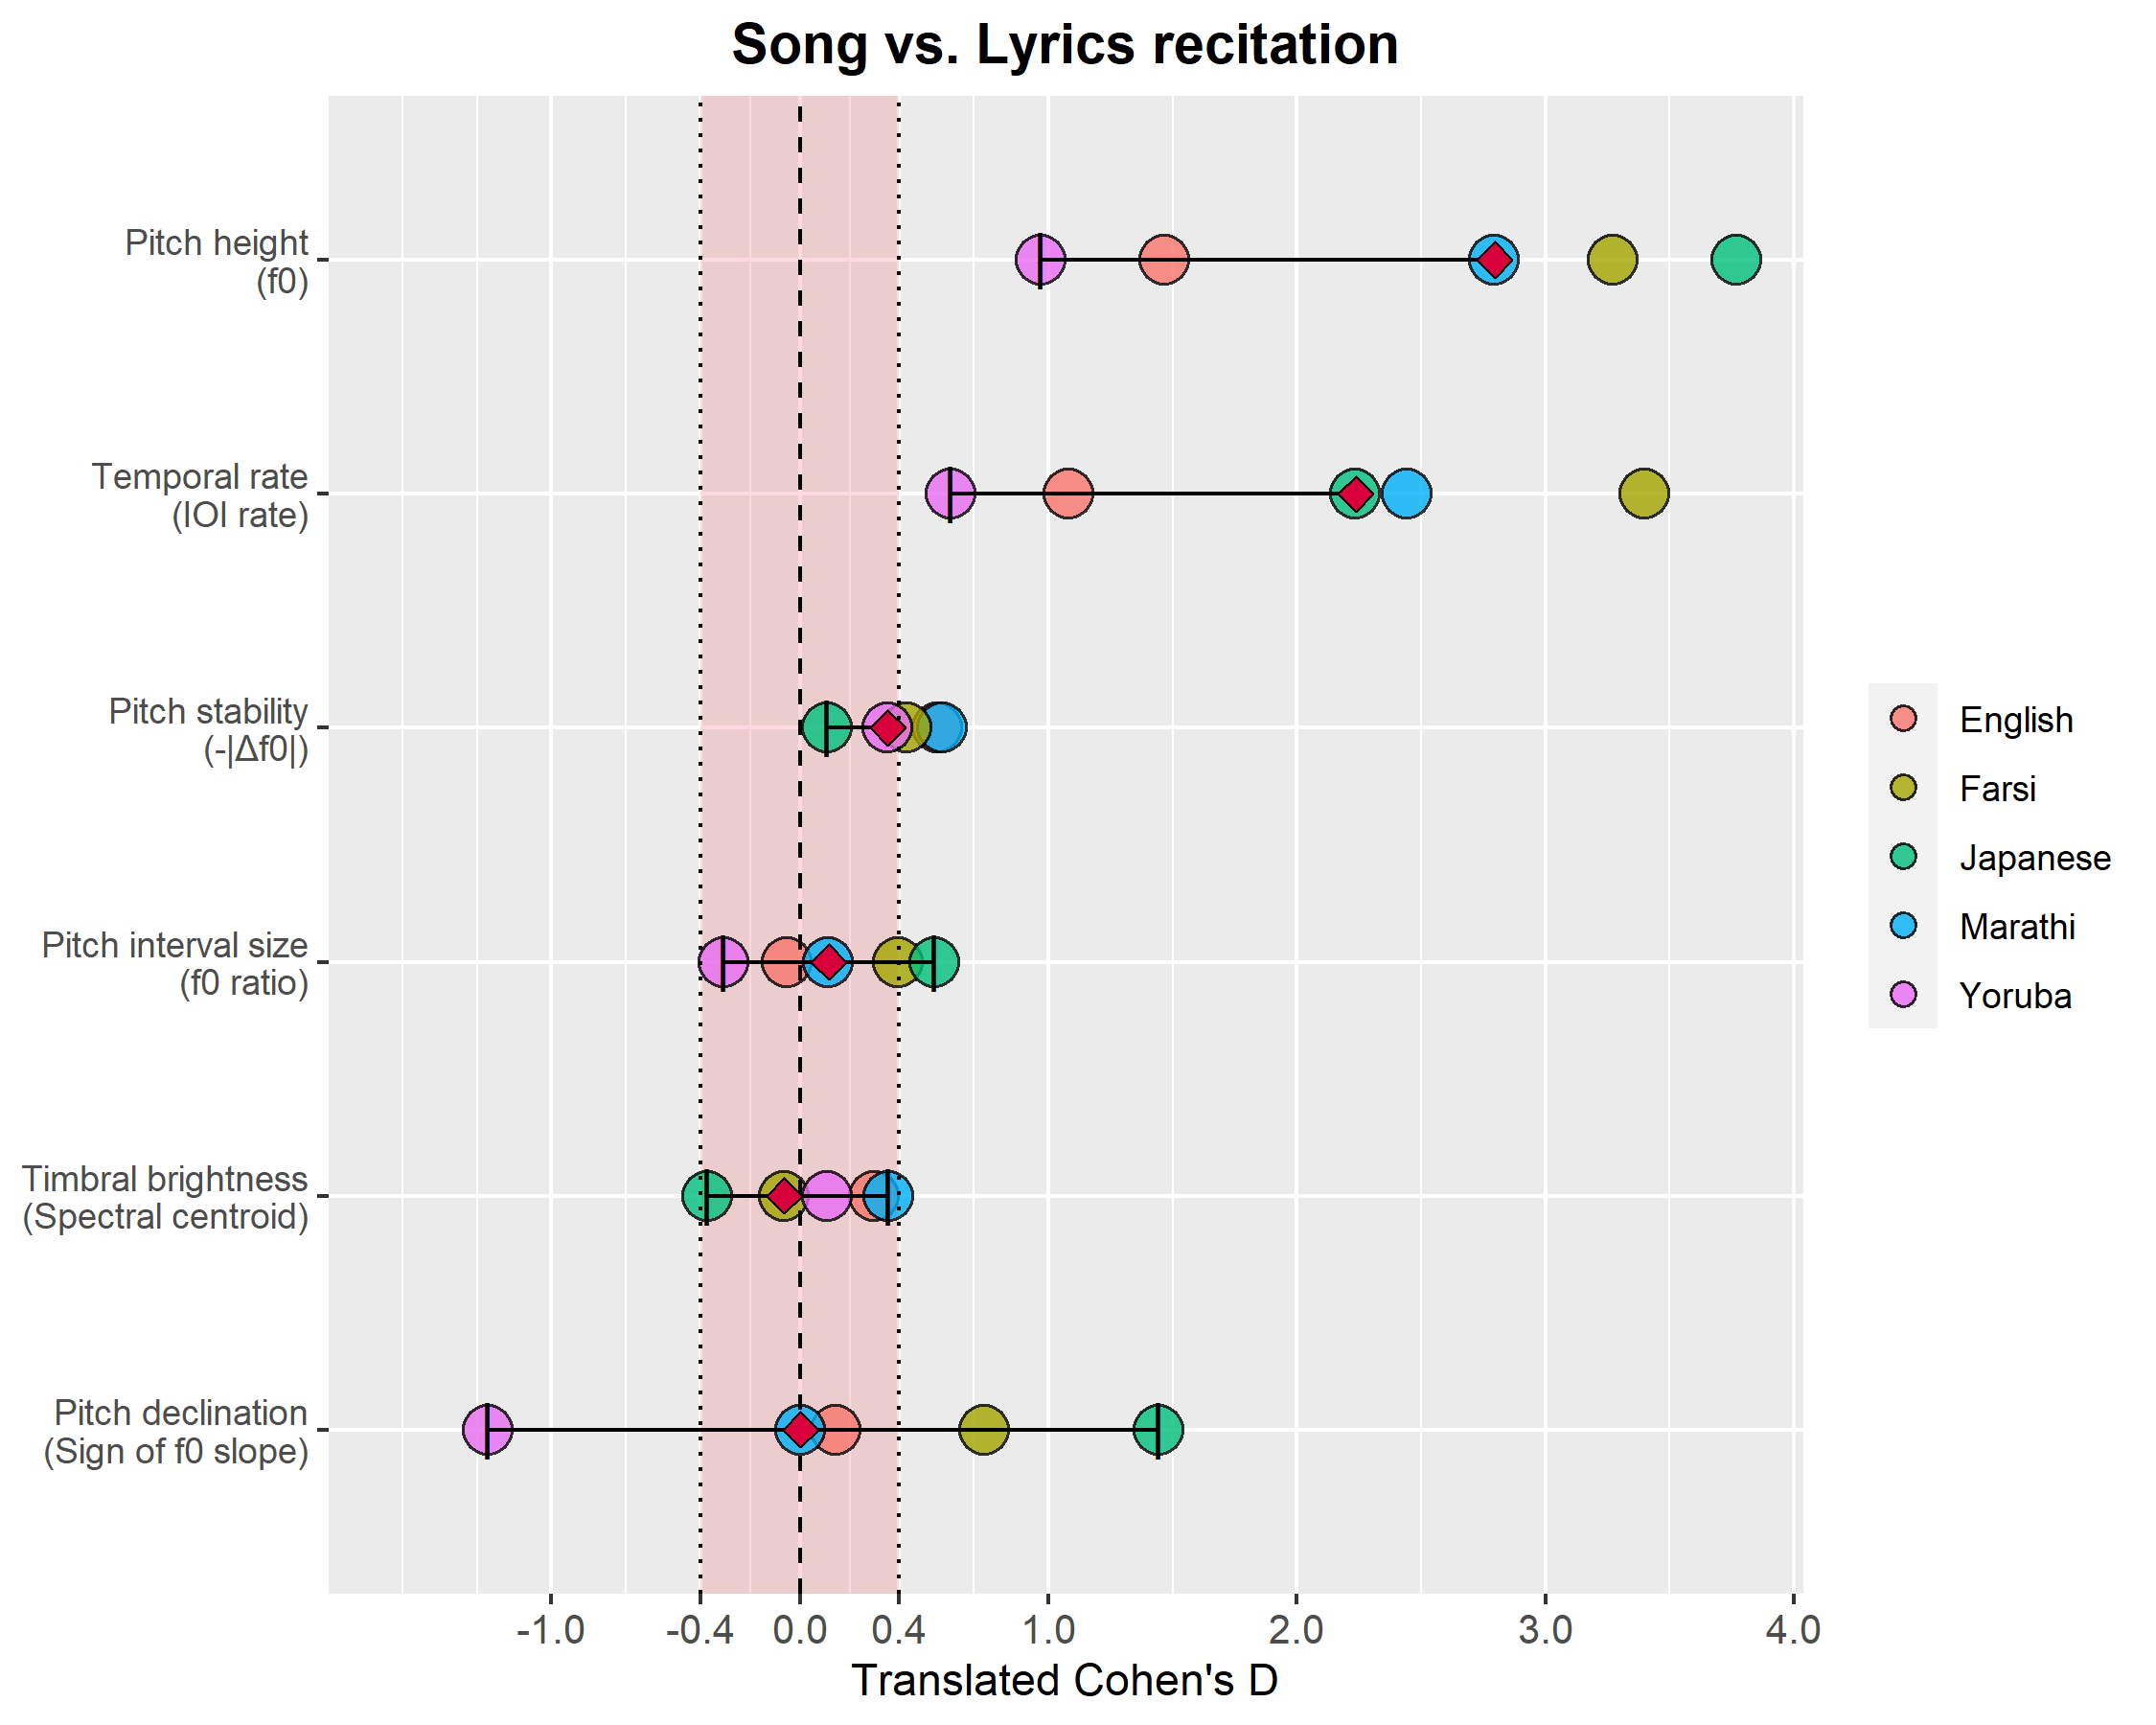 Song vs. Lyrics recitation
Pitch height
(f0)
Temporal rate
(IOI rate)
Pitch stability
(-|Δf0|)
Pitch interval size
(f0 ratio)
Timbral brightness
(Spectral centroid)
Pitch declination
(Sign of f0 slope)
-1.0 -0.4 0.0 0.4 1.0 2.0 3.0 4.0
Translated Cohen's D
English
Farsi
Japanese
Marathi
Yoruba